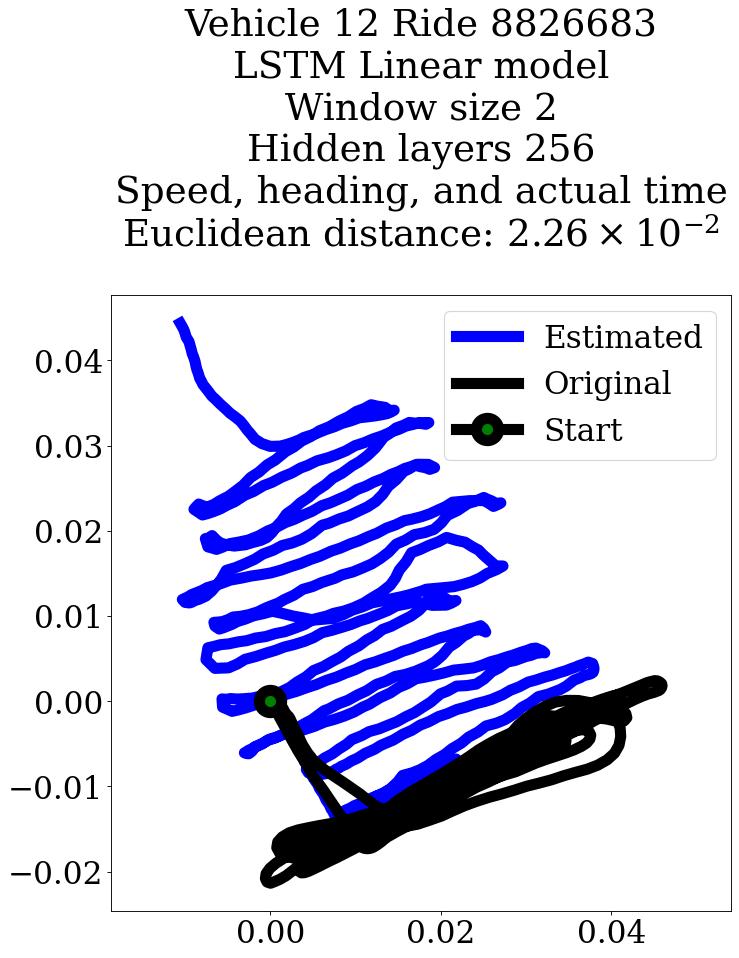 Vehicle 12 Ride 8826683
LSTM Linear model
Window size 2
Hidden layers 256
Speed, heading, and actual time
Euclidean distance: 2.26 × 10⁻²
Estimated
Original
Start
0.04
0.03
0.02
0.01
0.00
−0.01
−0.02
0.00 0.02 0.04